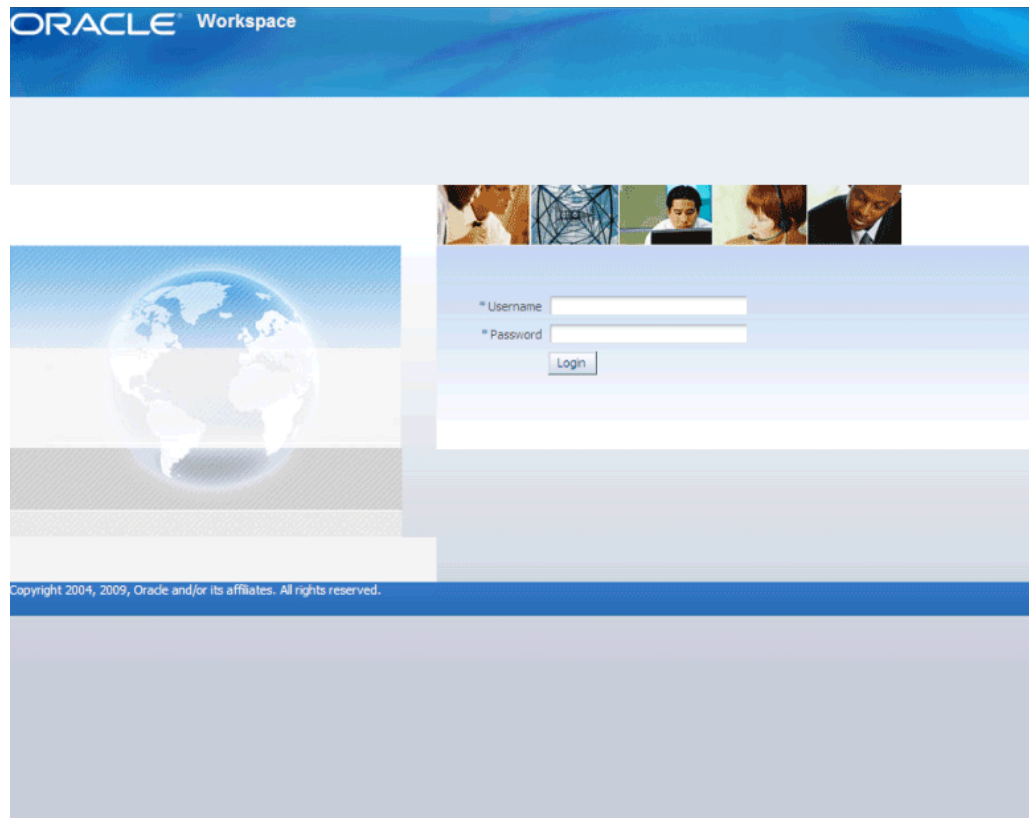 ORACLE® Workspace
* Username
* Password
Login
Copyright 2004, 2009, Oracle and/or its affiliates. All rights reserved.